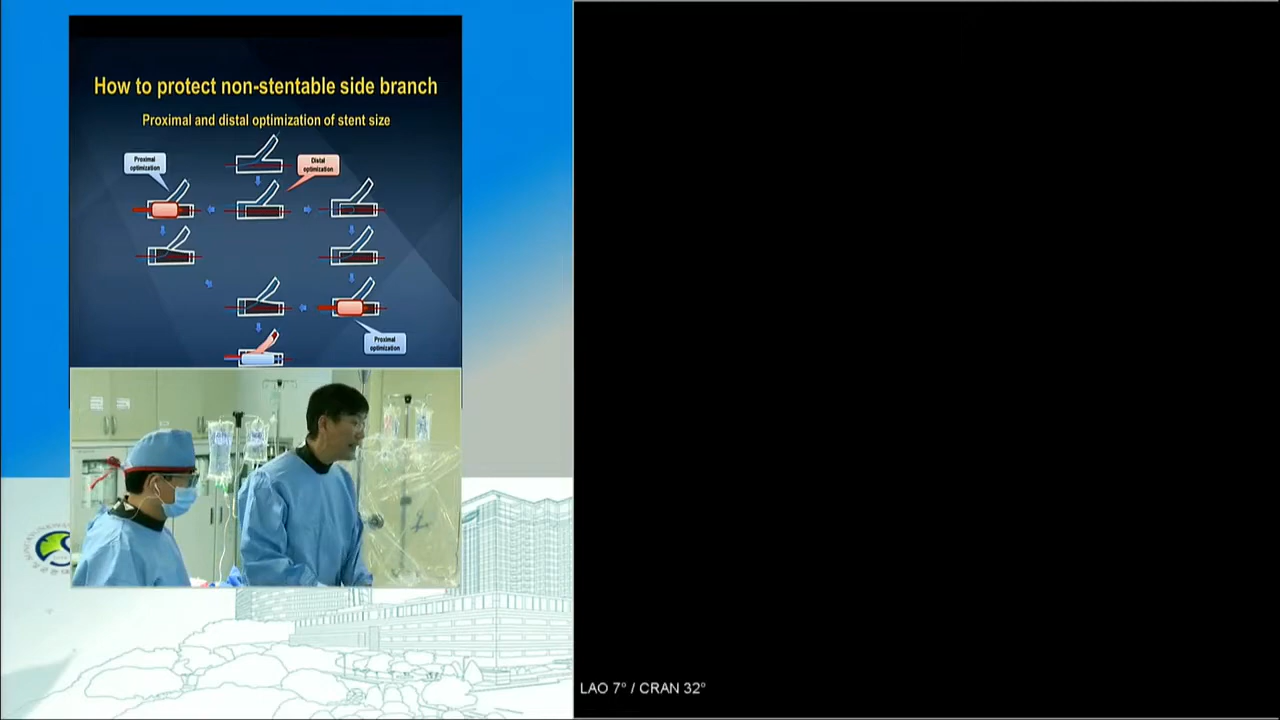 How to protect non-stentable side branch
Proximal and distal optimization of stent size
Proximal
optimization
Distal
optimization
Proximal
optimization
LAO 7° / CRAN 32°